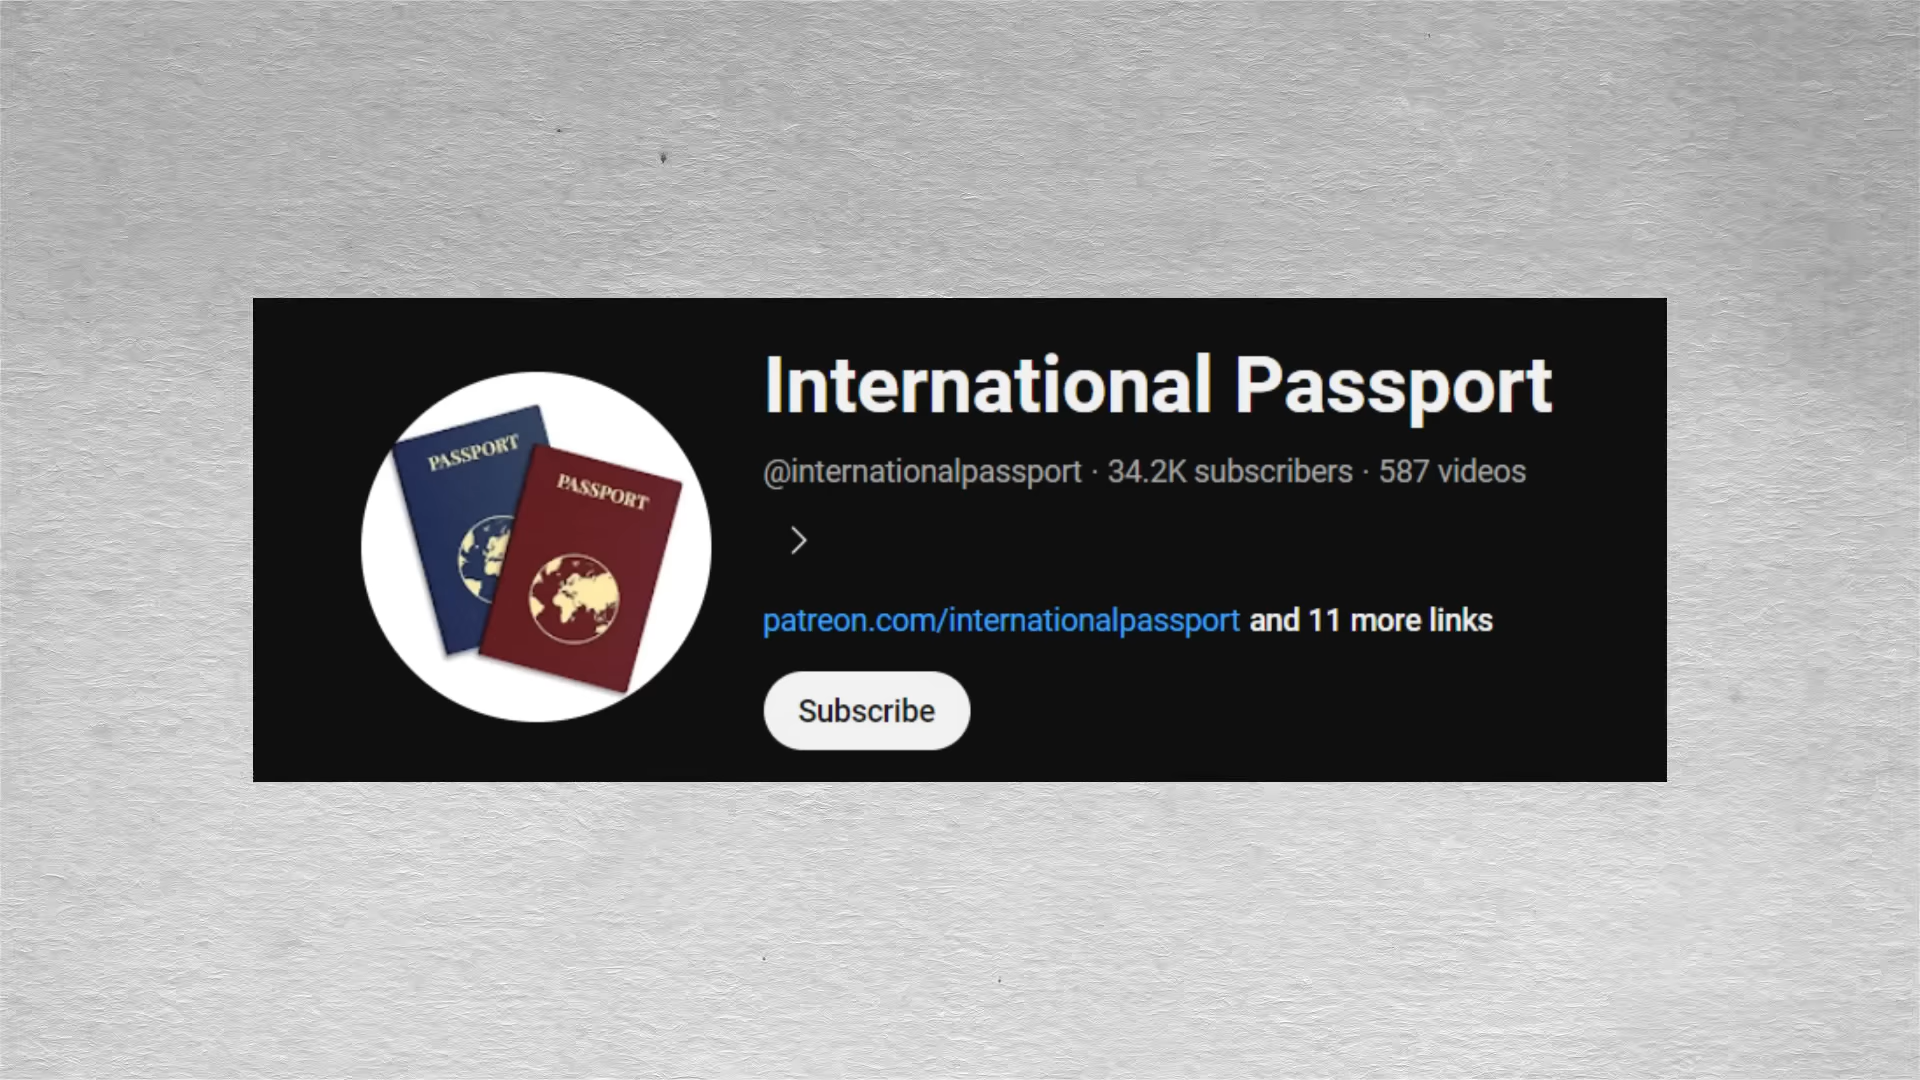 PASSPORT
PASSPORT
International Passport
@internationalpassport · 34.2K subscribers · 587 videos
patreon.com/internationalpassport and 11 more links
Subscribe